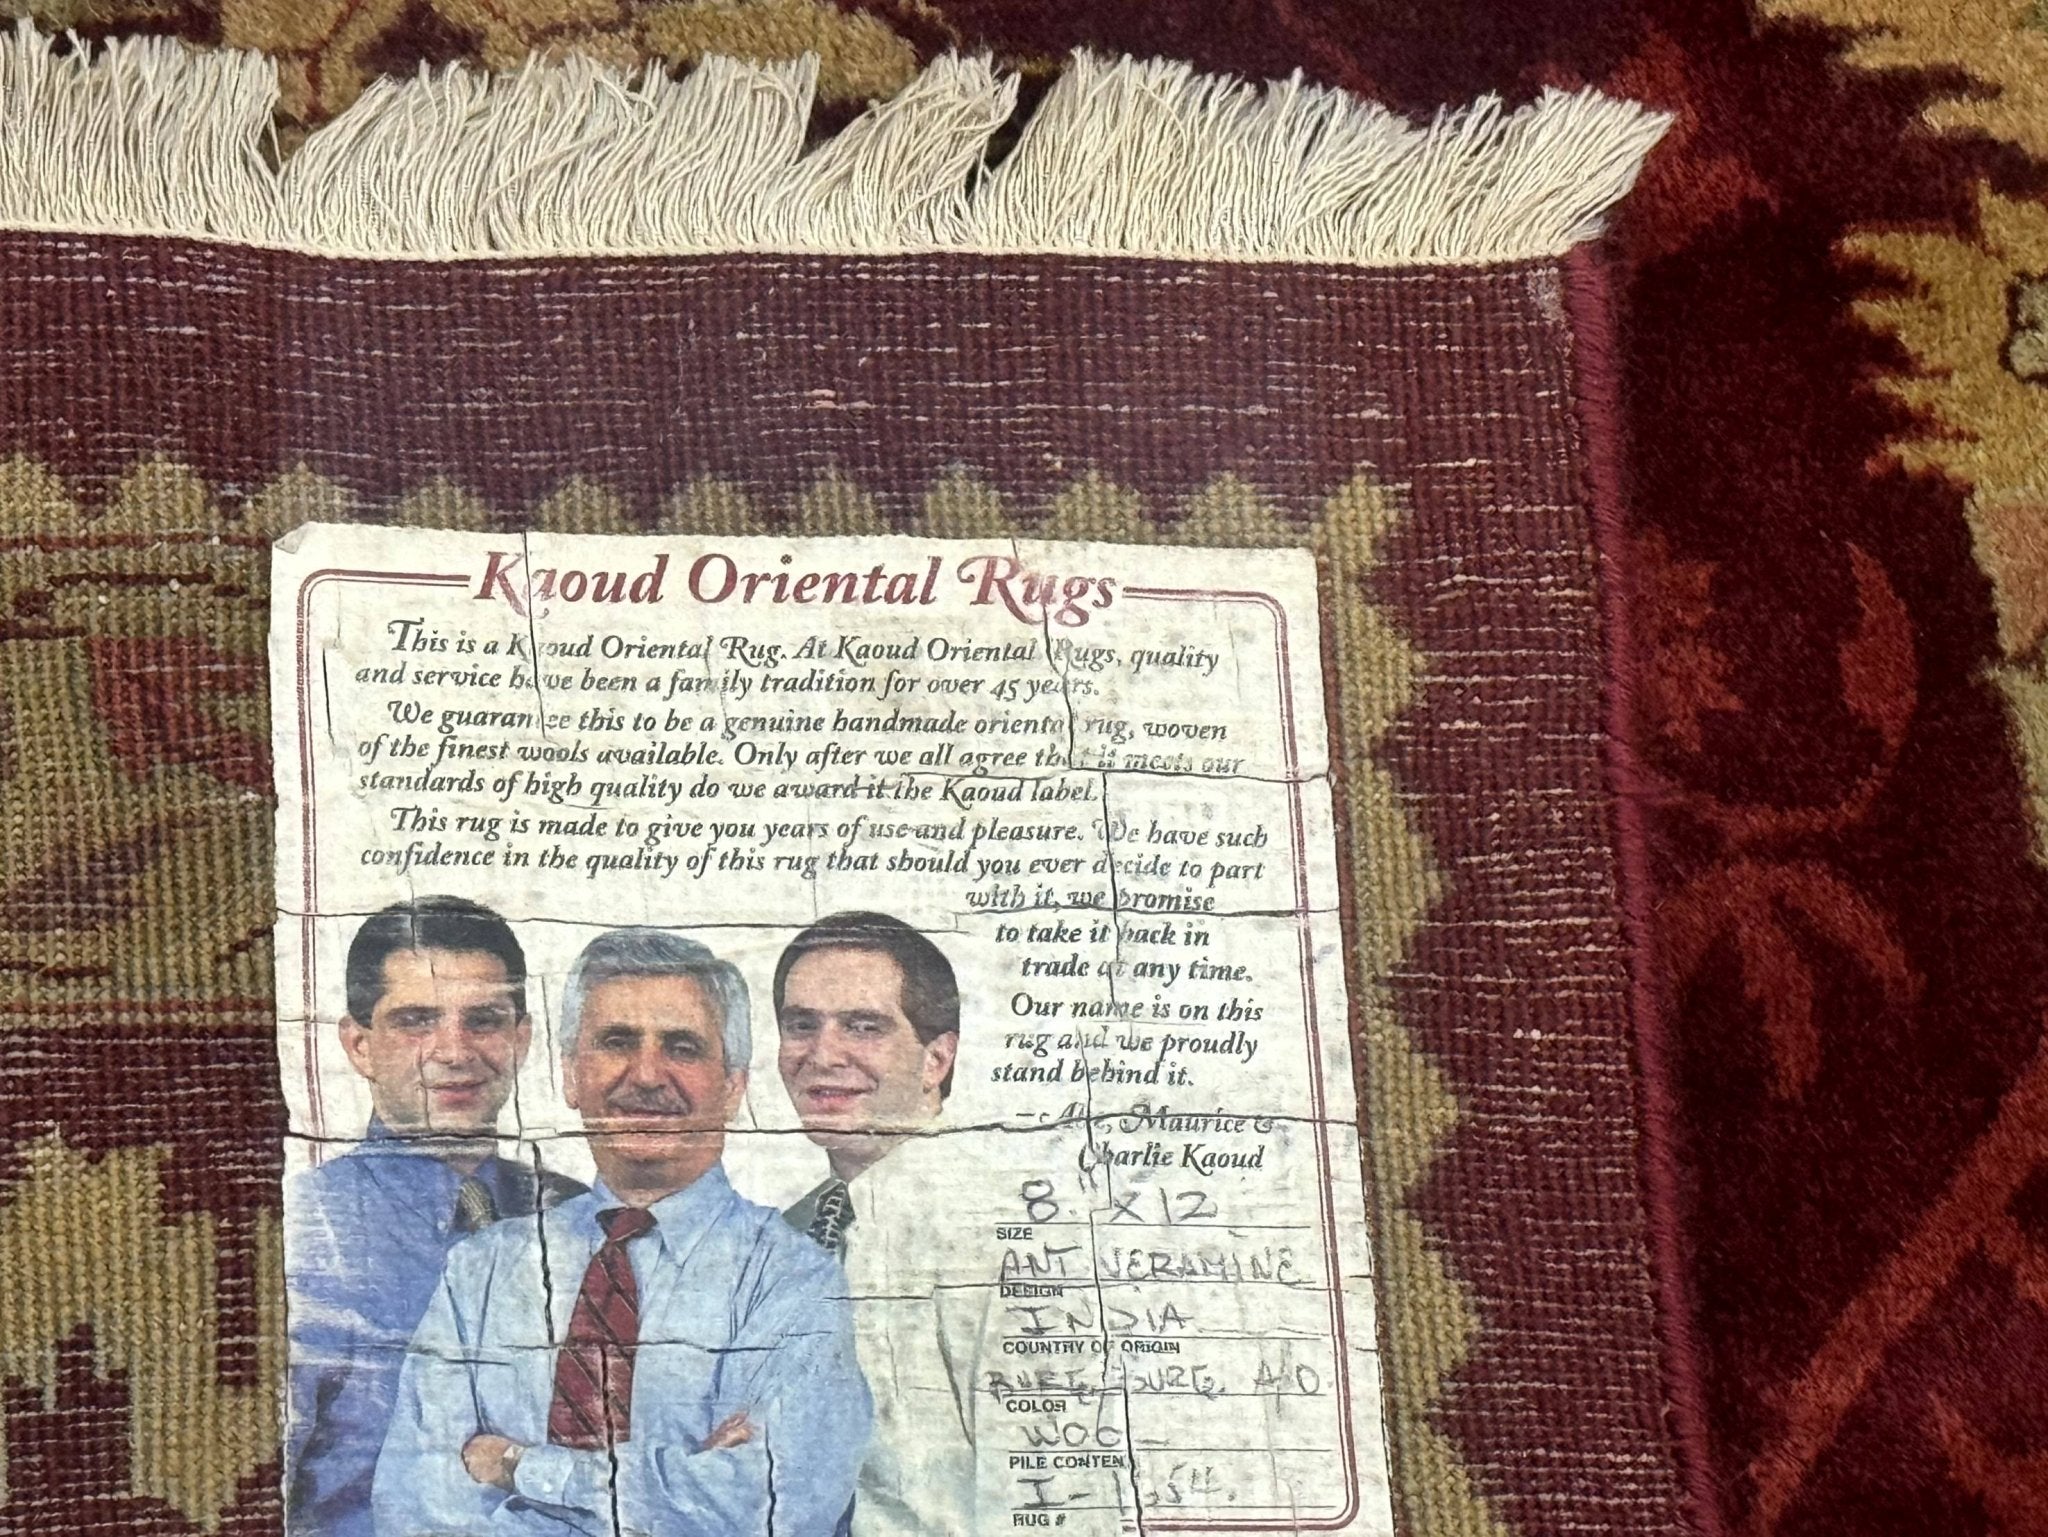 Kaoud Oriental Rugs
This is a Kaoud Oriental Rug. At Kaoud Oriental Rugs, quality
and service have been a family tradition for over 45 years.
We guarantee this to be a genuine handmade oriental rug, woven
of the finest wools available. Only after we all agree that it meets our
standards of high quality do we award it the Kaoud label.
This rug is made to give you years of use and pleasure. We have such
confidence in the quality of this rug that should you ever decide to part
with it, we promise
to take it back in
trade at any time.
Our name is on this
rug and we proudly
stand behind it.
Maurice &
Charlie Kaoud
8." X 12
SIZE
ANT VERAMINE
DESIGN
INDIA
COUNTRY OF ORIGIN
COLOR
PILE CONTENT
RUG #